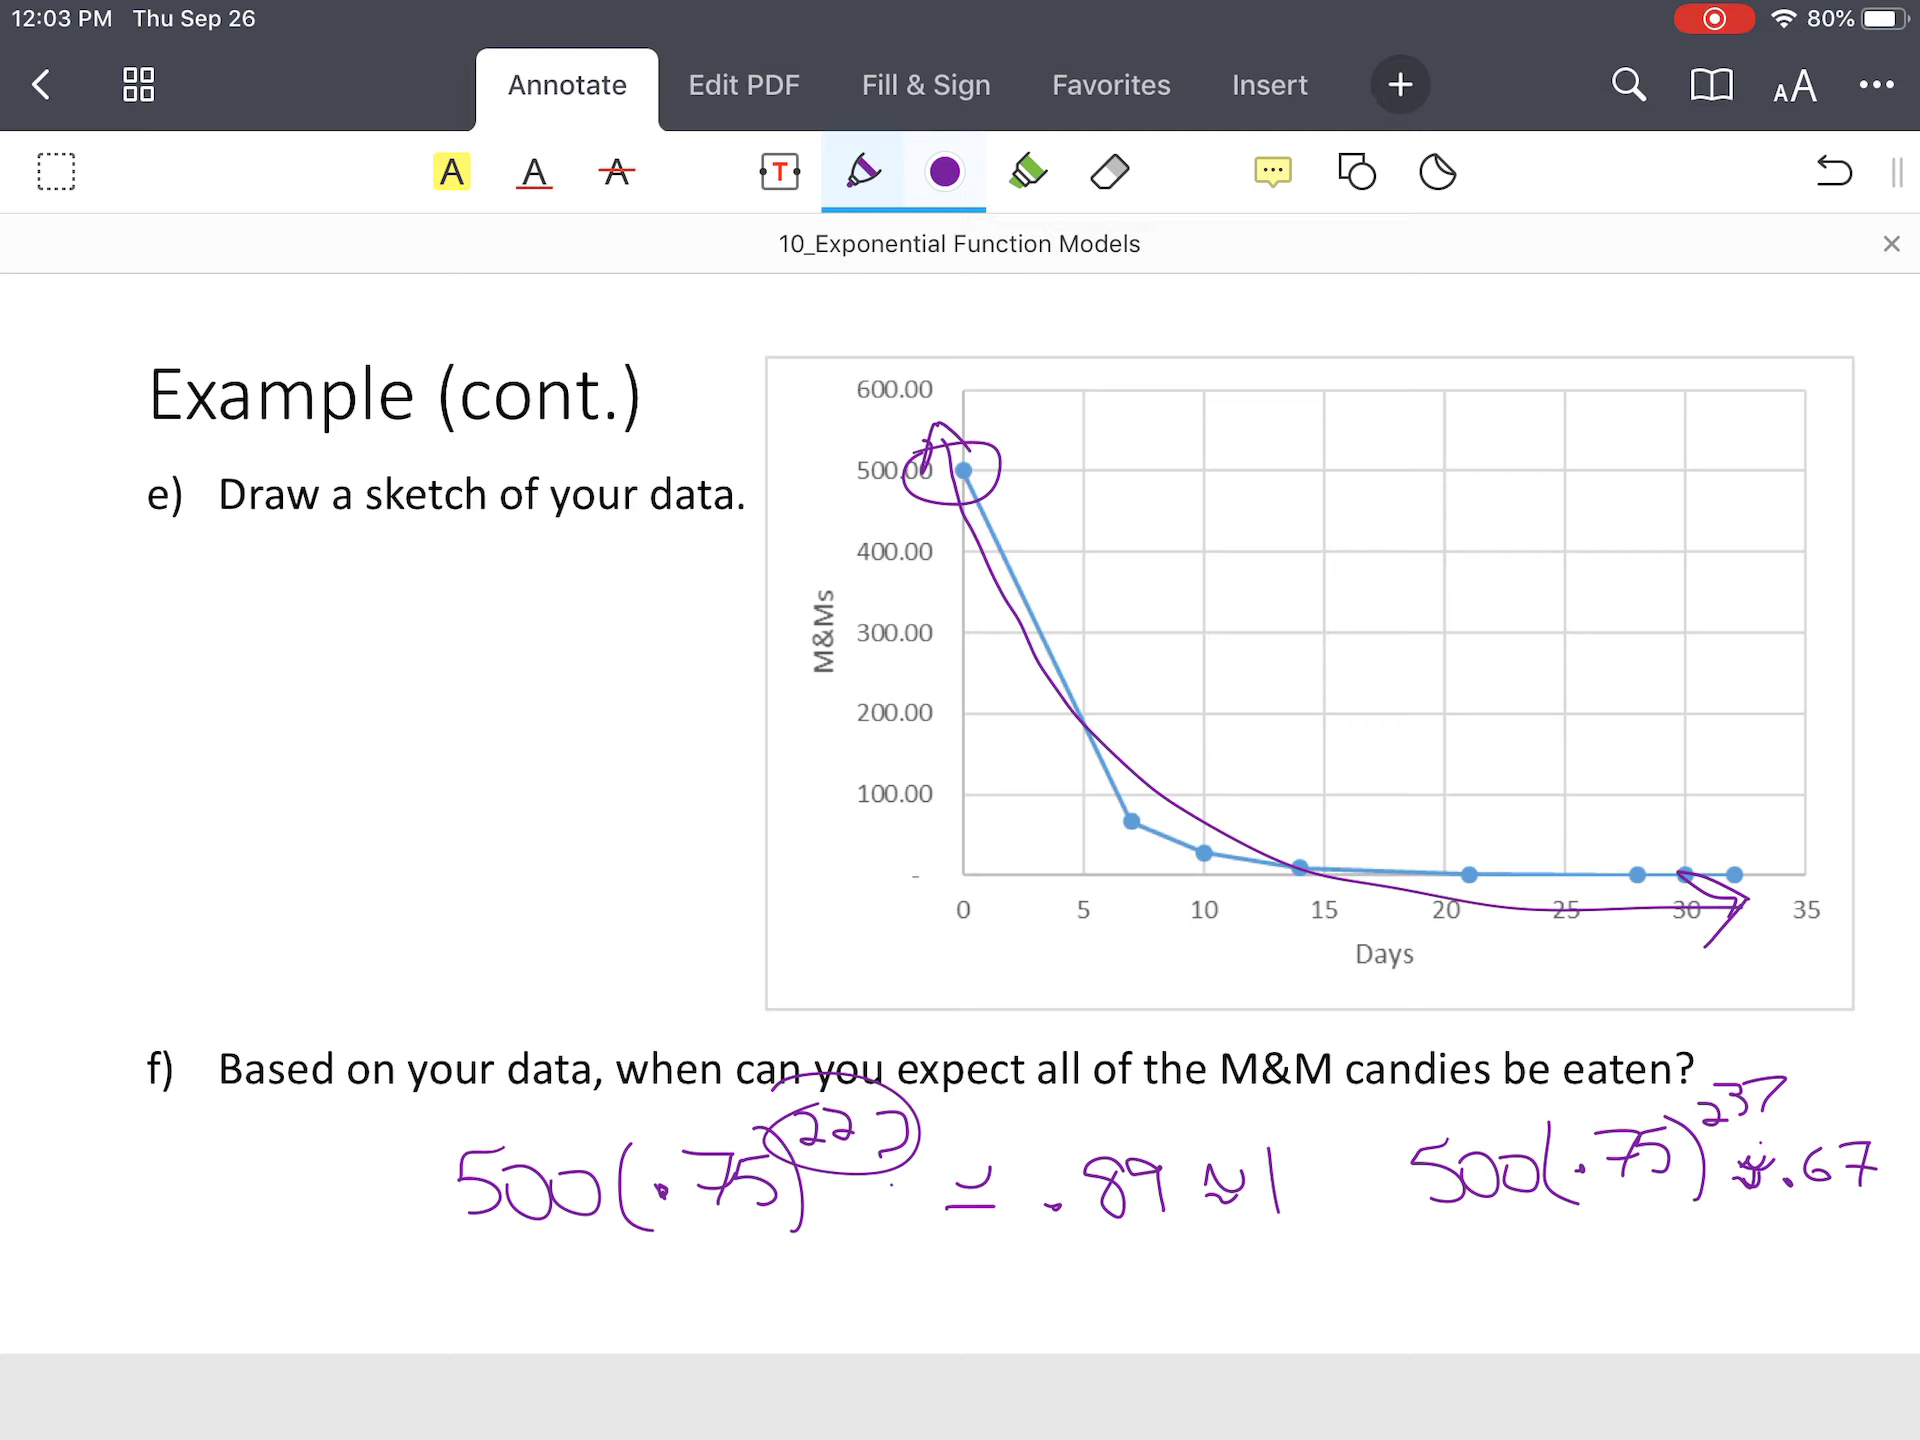 12:03 PM Thu Sep 26
80%
Annotate Edit PDF Fill & Sign Favorites Insert
AA
A A A T
10_Exponential Function Models
Example (cont.)
e) Draw a sketch of your data.
600.00
500.00
400.00
300.00
200.00
100.00
-
M&Ms
0 5 10 15 20 25 30 35
Days
f) Based on your data, when can you expect all of the M&M candies be eaten?
500(.75) = .89 ≈ 1
500(.75) .67